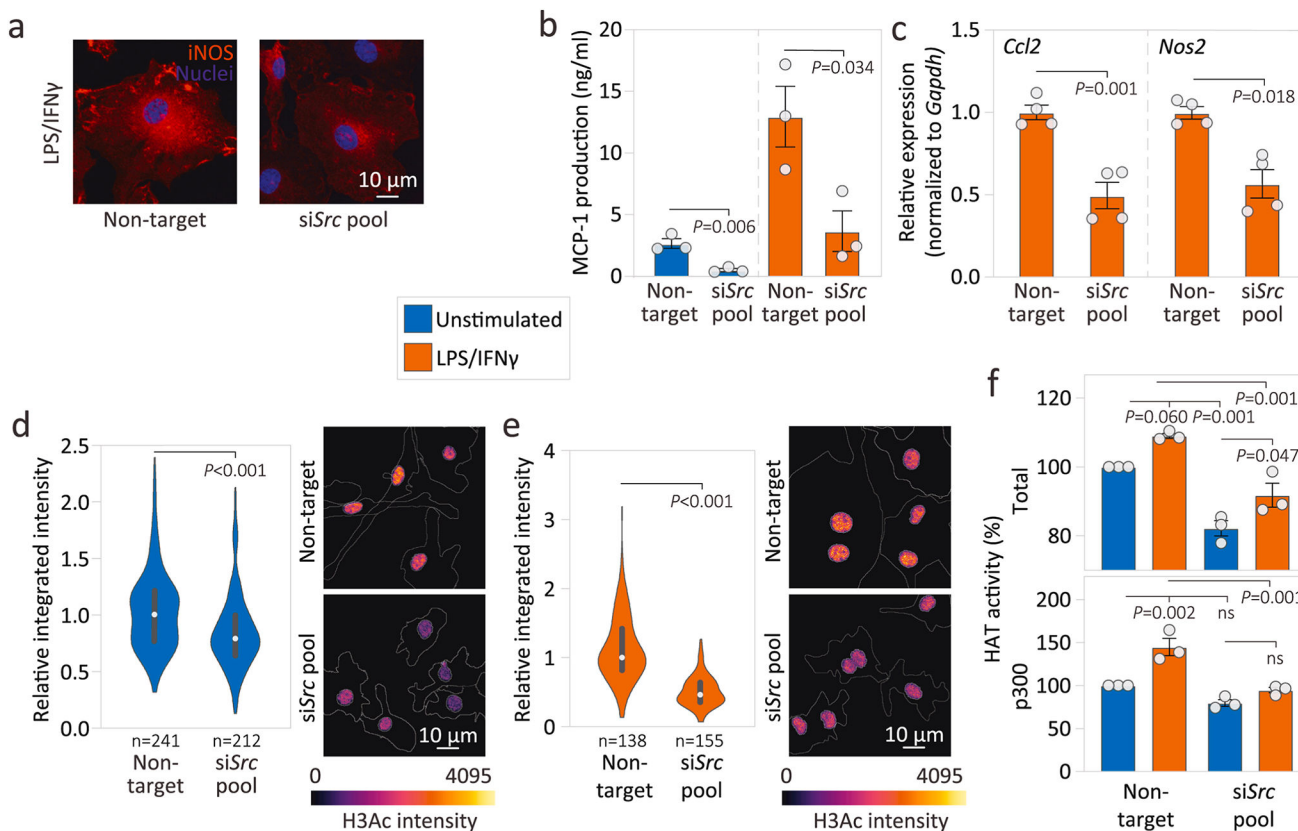 a
iNOS
Nuclei
LPS/IFNγ
Non-target
siSrc pool
10 µm
b
MCP-1 production (ng/ml)
20
15
10
5
0
P=0.006
P=0.034
Non-
target
siSrc
pool
Non-
target
siSrc
pool
c
Relative expression
(normalized to Gapdh)
1.5
1.0
0.5
0.0
Ccl2
Nos2
P=0.001
P=0.018
Non-
target
siSrc
pool
Non-
target
siSrc
pool
Unstimulated
LPS/IFNγ
d
Relative integrated intensity
2.5
2.0
1.5
1.0
0.5
0.0
P<0.001
n=241
n=212
Non-
target
siSrc
pool
Non-target
siSrc pool
10 µm
0
4095
H3Ac intensity
e
Relative integrated intensity
4
3
2
1
0
P<0.001
n=138
n=155
Non-
target
siSrc
pool
Non-target
siSrc pool
10 µm
0
4095
H3Ac intensity
f
HAT activity (%)
Total
120
100
80
P=0.001
P=0.060
P=0.001
P=0.047
p300
200
150
100
50
0
P=0.002
ns
P=0.001
ns
Non-
target
siSrc
pool